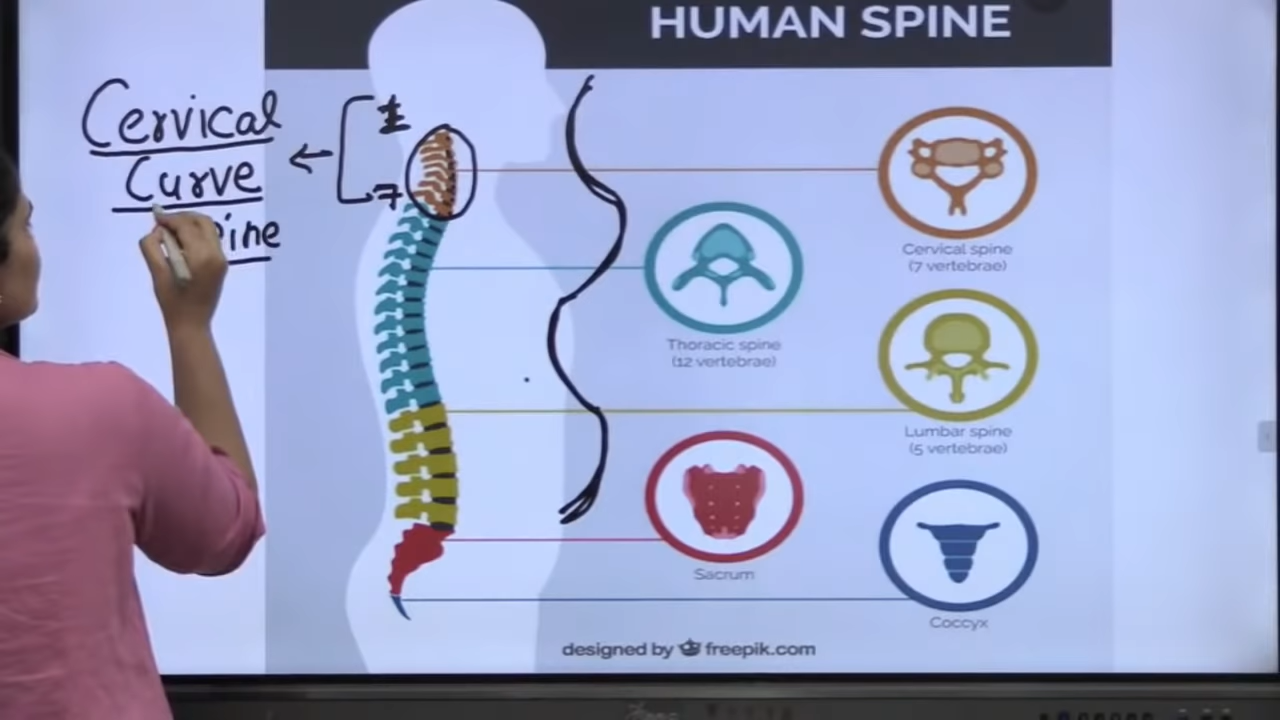 HUMAN SPINE
Cervical
Curve
1
7
Cervical spine
(7 vertebrae)
Thoracic spine
(12 vertebrae)
Lumbar spine
(5 vertebrae)
Sacrum
Coccyx
designed by freepik.com